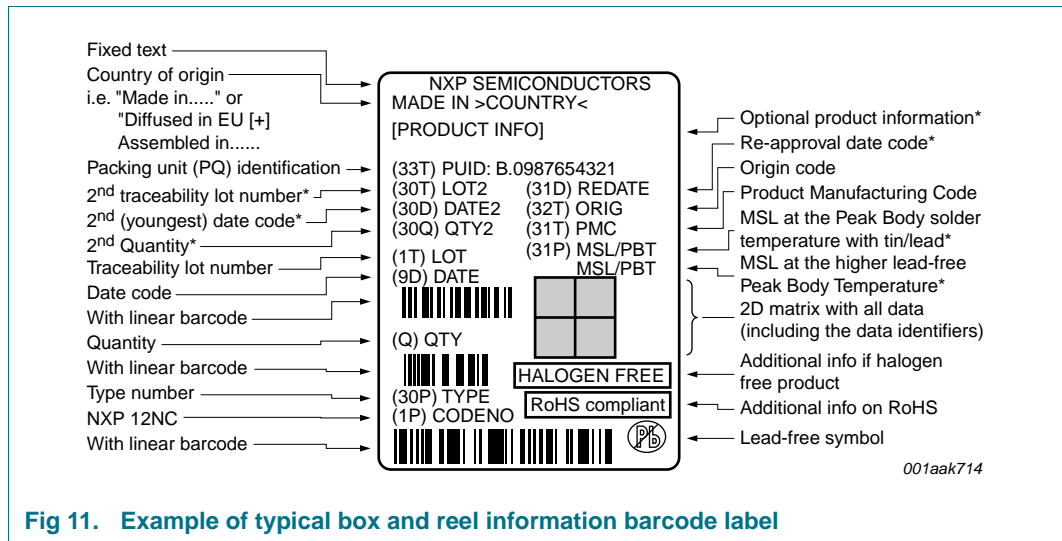 Fixed text
Country of origin
i.e. "Made in....." or
"Diffused in EU [+]
Assembled in......
Packing unit (PQ) identification
2nd traceability lot number*
2nd (youngest) date code*
2nd Quantity*
Traceability lot number
Date code
With linear barcode
Quantity
With linear barcode
Type number
NXP 12NC
With linear barcode
NXP SEMICONDUCTORS
MADE IN >COUNTRY<
[PRODUCT INFO]
(33T) PUID: B.0987654321
(30T) LOT2 (31D) REDATE
(30D) DATE2 (32T) ORIG
(30Q) QTY2 (31T) PMC
(31P) MSL/PBT
(1T) LOT MSL/PBT
(9D) DATE
(Q) QTY
HALOGEN FREE
(30P) TYPE
RoHS compliant
(1P) CODENO
Pb
Optional product information*
Re-approval date code*
Origin code
Product Manufacturing Code
MSL at the Peak Body solder
temperature with tin/lead*
MSL at the higher lead-free
Peak Body Temperature*
2D matrix with all data
(including the data identifiers)
Additional info if halogen
free product
Additional info on RoHS
Lead-free symbol
001aak714
Fig 11. Example of typical box and reel information barcode label